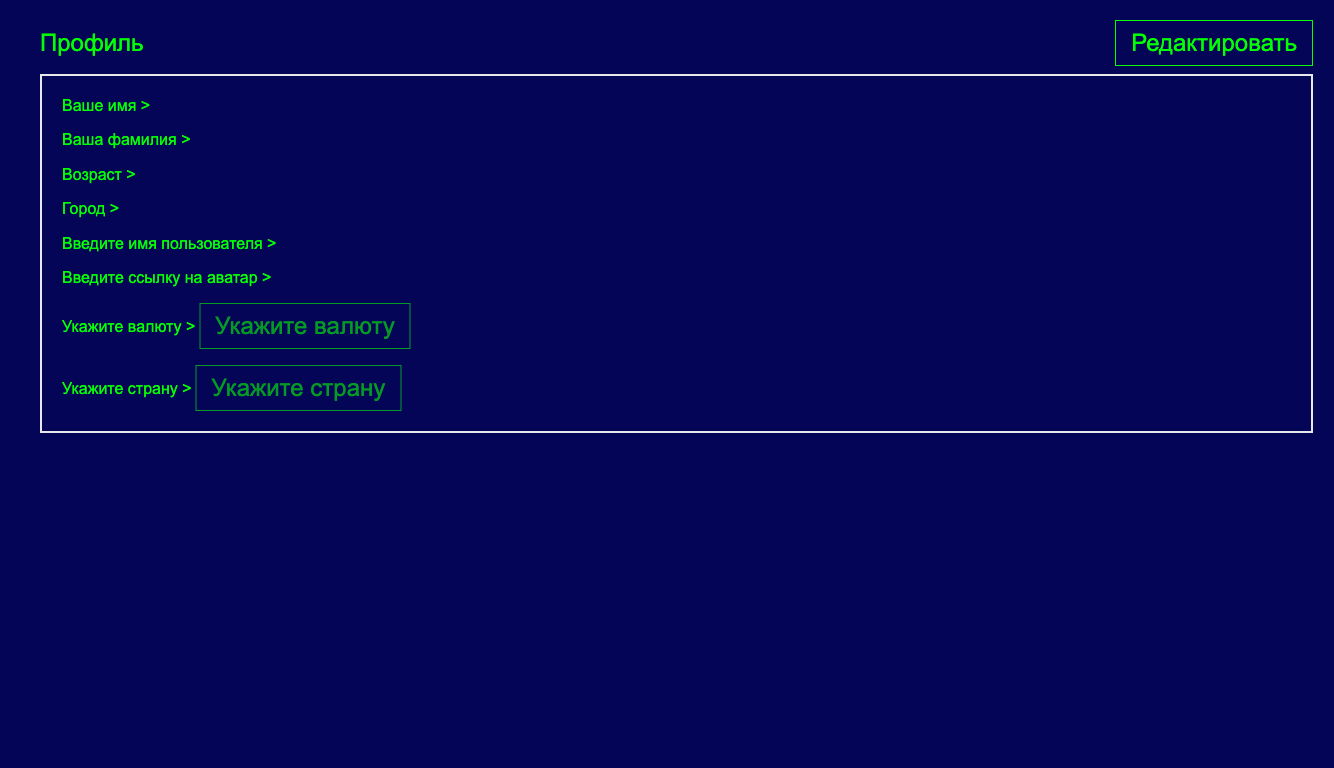 Профиль
Редактировать
Ваше имя >
Ваша фамилия >
Возраст >
Город >
Введите имя пользователя >
Введите ссылку на аватар >
Укажите валюту > Укажите валюту
Укажите страну > Укажите страну